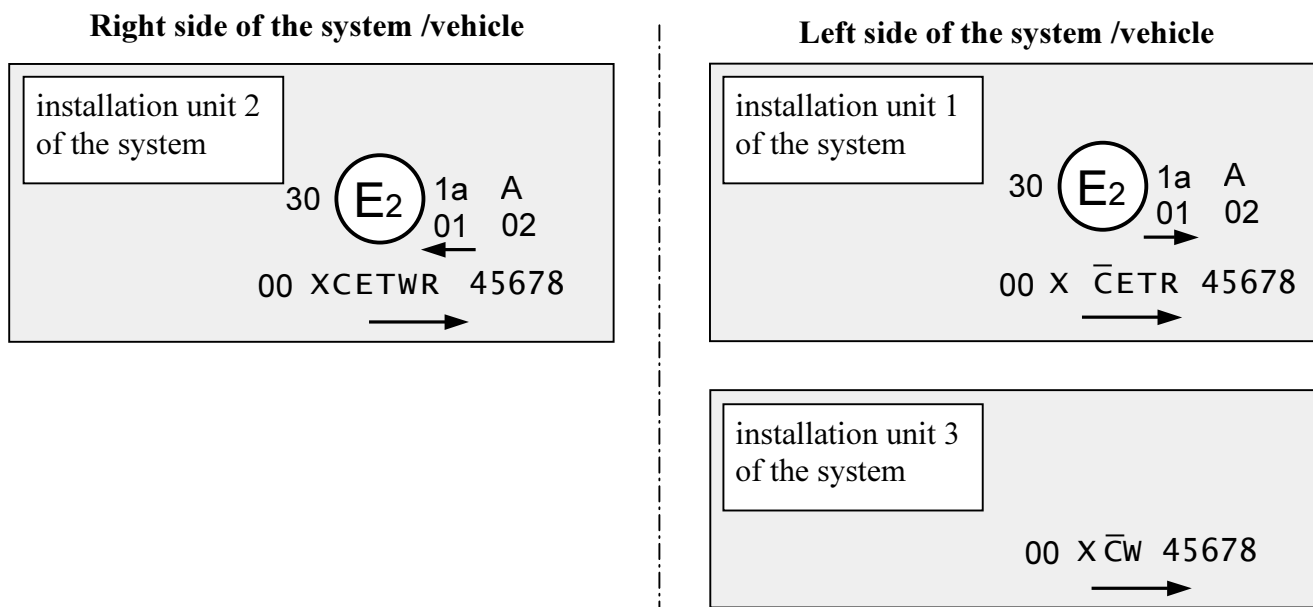 Right side of the system /vehicle
installation unit 2
of the system
30 E2 1a A
01 02
00 XCETWR 45678
Left side of the system /vehicle
installation unit 1
of the system
30 E2 1a A
01 02
00 X C̅ETR 45678
installation unit 3
of the system
00 X C̅W 45678